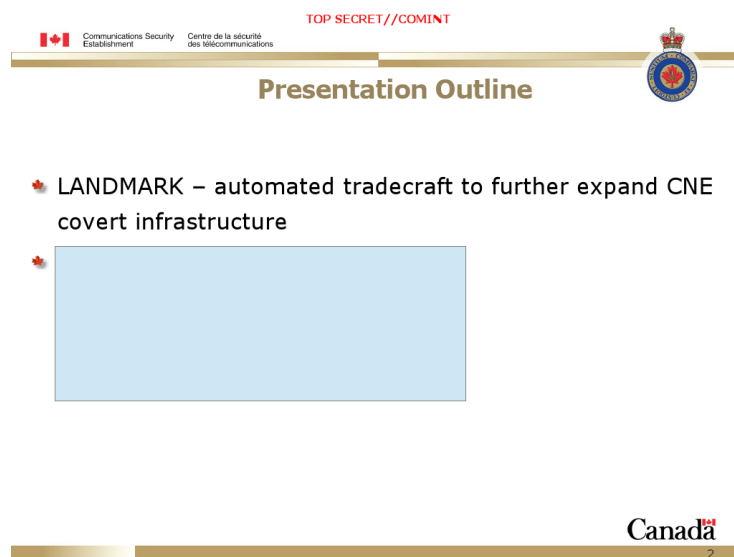 TOP SECRET//COMINT
Communications Security Centre de la sécurité
Establishment des télécommunications
Presentation Outline
LANDMARK – automated tradecraft to further expand CNE
covert infrastructure
Canada
2